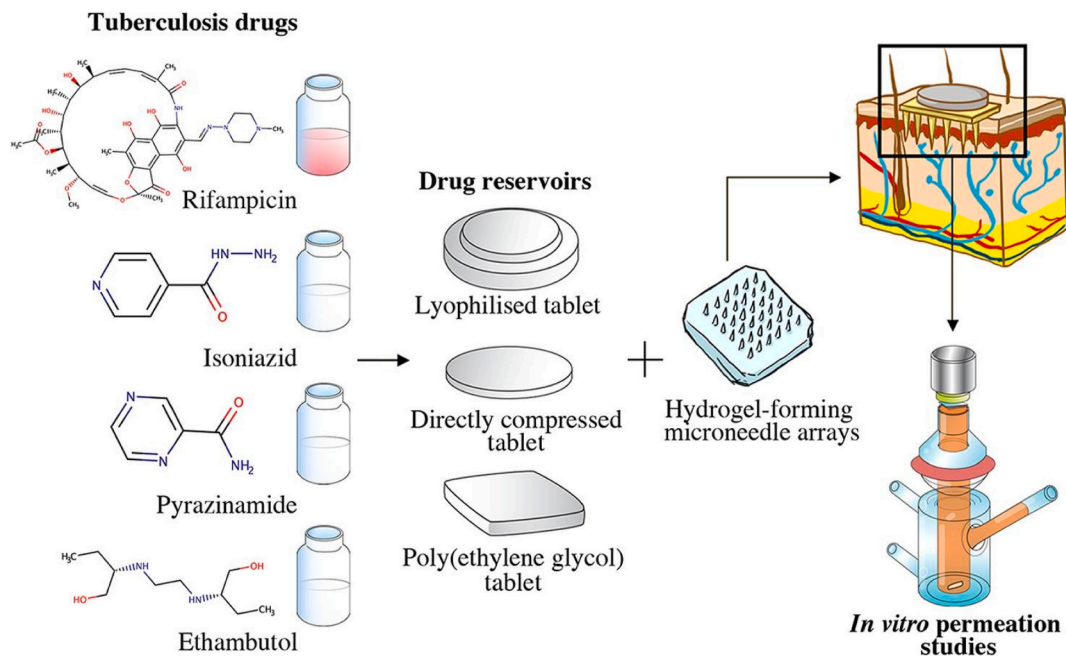 Tuberculosis drugs
Rifampicin
Isoniazid
Pyrazinamide
Ethambutol
Drug reservoirs
Lyophilised tablet
Directly compressed
tablet
Poly(ethylene glycol)
tablet
Hydrogel-forming
microneedle arrays
In vitro permeation
studies